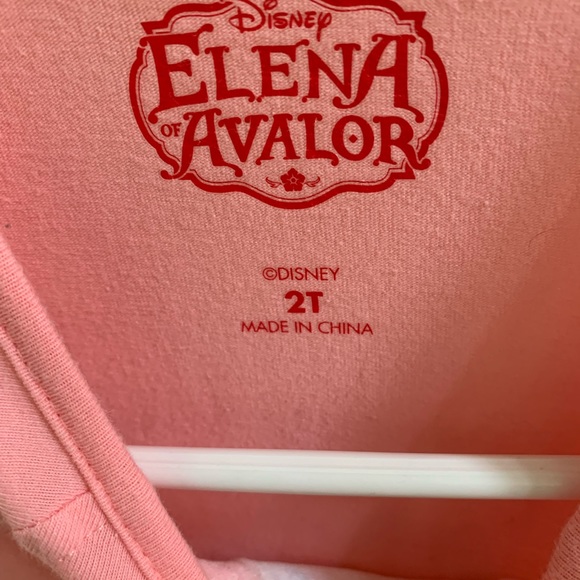 Disney
ELENA
OF AVALOR
©DISNEY
2T
MADE IN CHINA